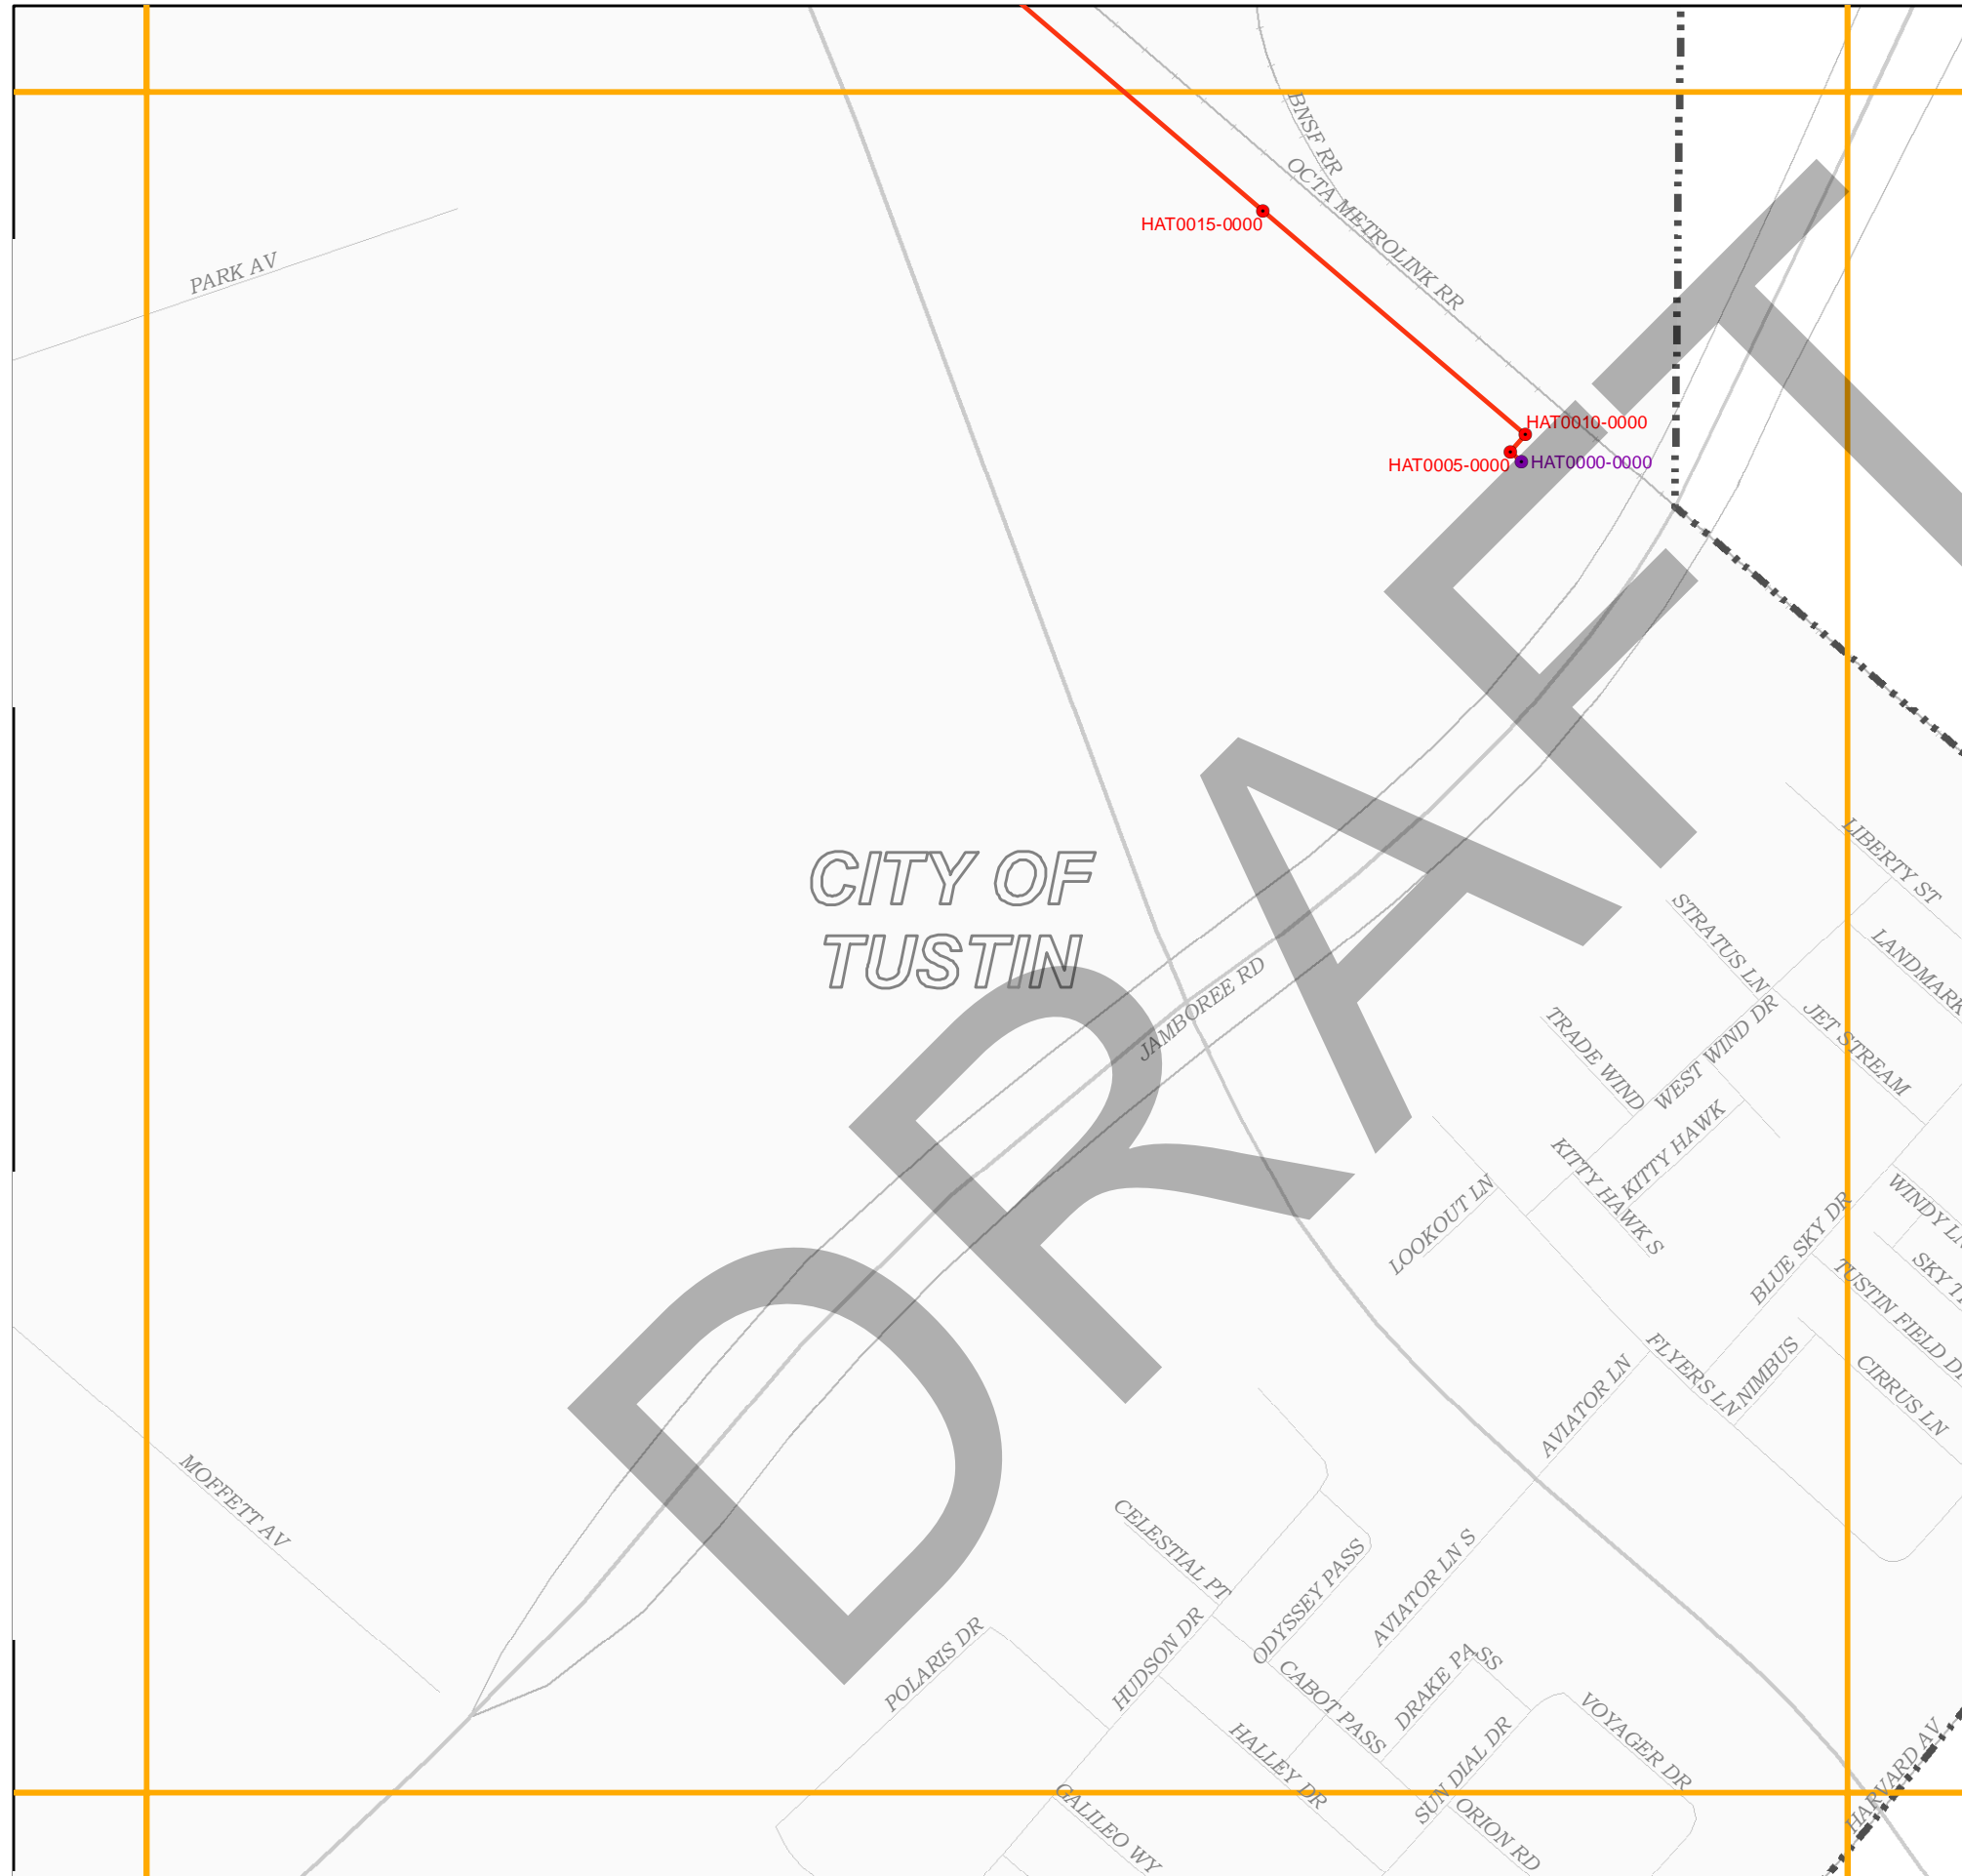 BNSF RR
OCTA METROLINK RR
HAT0015-0000
PARK AV
HAT0010-0000
HAT0005-0000
HAT0000-0000
CITY OF
TUSTIN
DRAFT
JAMBOREE RD
LIBERTY ST
STRATUS LN
LANDMARK
JET STREAM
TRADE WIND
WEST WIND DR
KITTY HAWK
KITTY HAWK S
LOOKOUT LN
WINDY LN
BLUE SKY DR
SKY
TUSTIN FIELD
FLYERS LN
NIMBUS
CIRRUS LN
AVIATOR LN
MOFFETT AV
CELESTIAL PT
ODYSSEY PASS
AVIATOR LN S
POLARIS DR
HUDSON DR
CABOT PASS
DRAKE PASS
VOYAGER DR
HALLEY DR
SUN DIAL DR
HARVARD AV
GALILEO WY
ORION RD